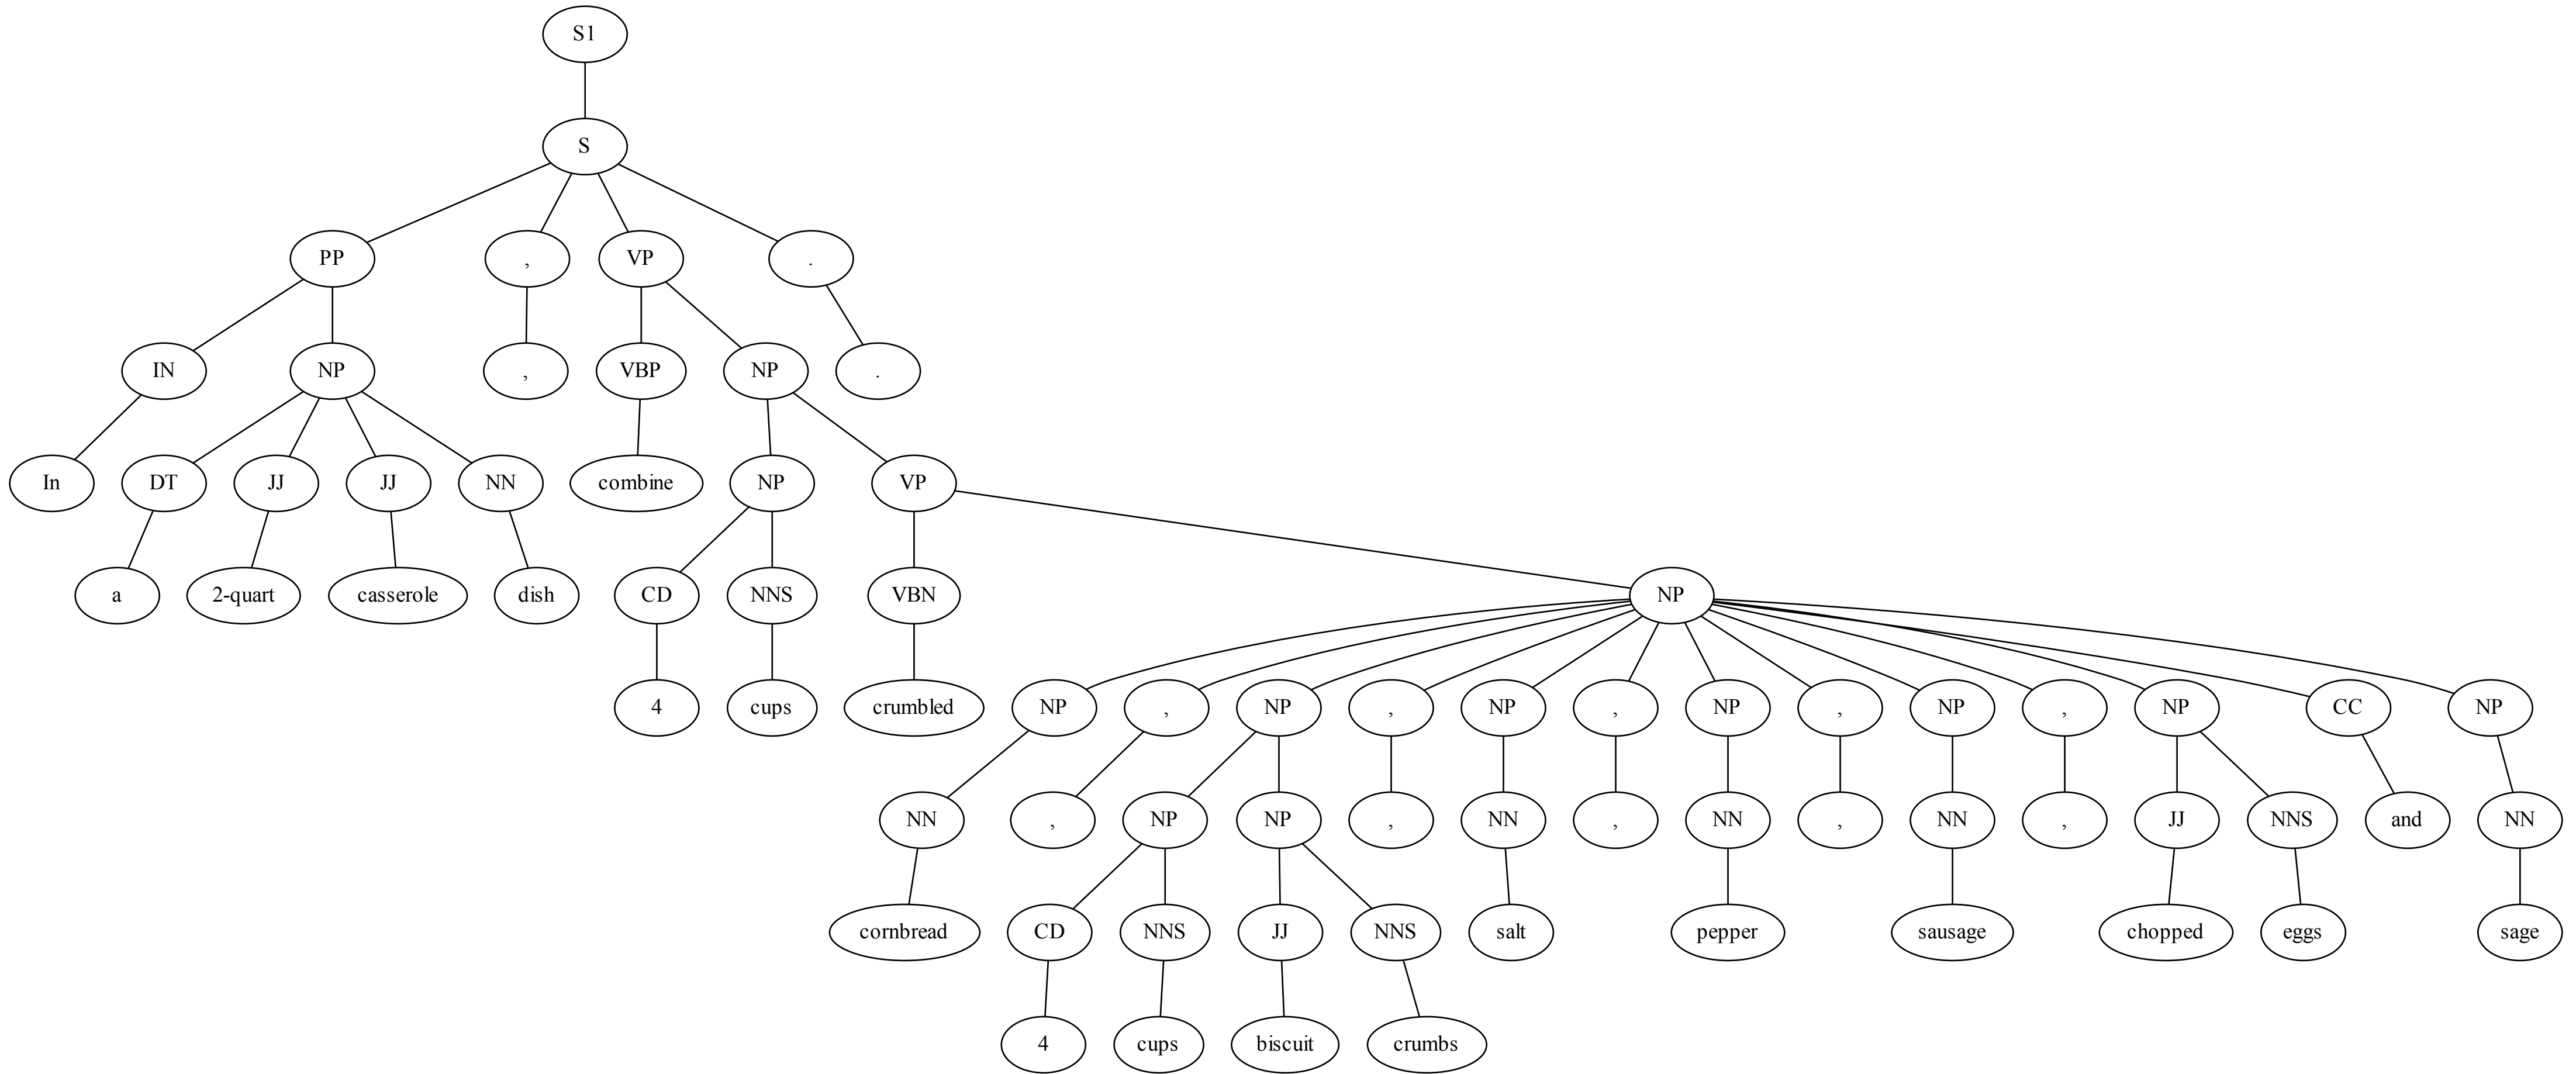 S1
S
PP , VP .
IN NP , VBP NP .
In DT JJ JJ NN combine NP VP
a 2-quart casserole dish CD NNS VBN NP
4 cups crumbled NP , NP , NP , NP , NP , NP CC NP
NN , NP NP , NN , NN , NN , JJ NNS and NN
cornbread CD NNS JJ NNS salt pepper sausage chopped eggs sage
4 cups biscuit crumbs